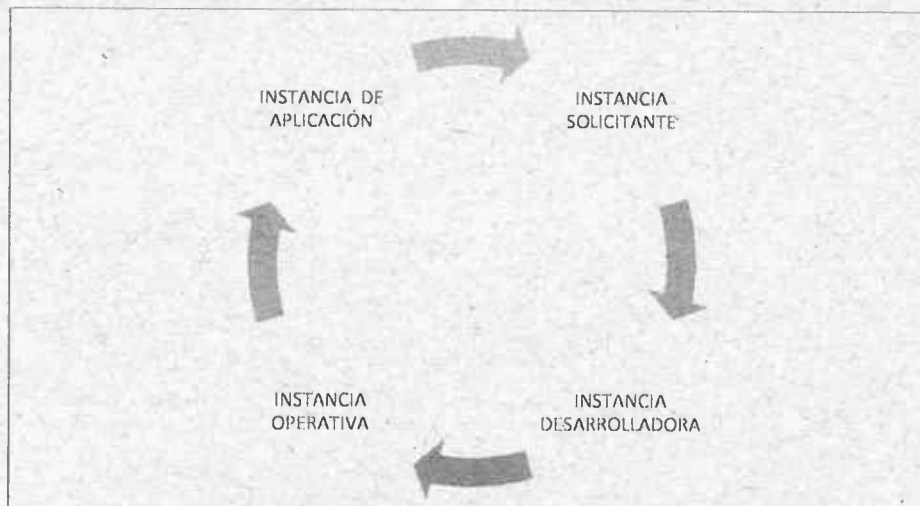 INSTANCIA DE
APLICACIÓN
INSTANCIA
SOLICITANTE
INSTANCIA
OPERATIVA
INSTANCIA
DESARROLLADORA